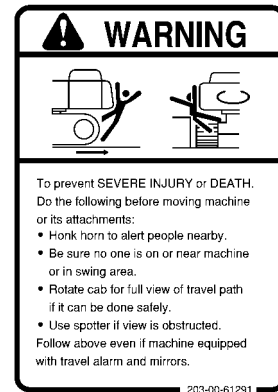 WARNING
To prevent SEVERE INJURY or DEATH.
Do the following before moving machine
or its attachments:
• Honk horn to alert people nearby.
• Be sure no one is on or near machine
or in swing area.
• Rotate cab for full view of travel path
if it can be done safely.
• Use spotter if view is obstructed.
Follow above even if machine equipped
with travel alarm and mirrors.
203-00-61291